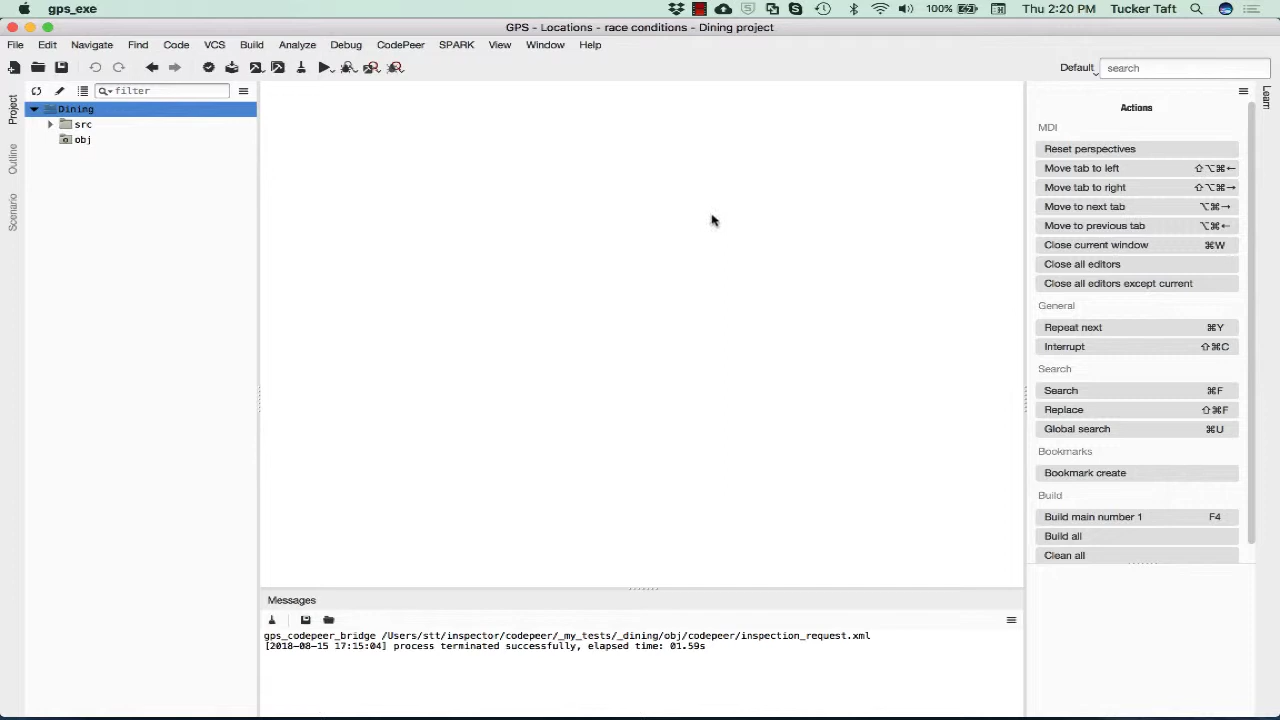 gps_exe
100%
Thu 2:20 PM
Tucker Taft
GPS - Locations - race conditions - Dining project
File Edit Navigate Find Code VCS Build Analyze Debug CodePeer SPARK View Window Help
Default
search
filter
Project
Outline
Scenario
Dining
src
obj
Learn
Actions
MDI
Reset perspectives
Move tab to left ⇧⌥⌘←
Move tab to right ⇧⌥⌘→
Move to next tab ⌥⌘→
Move to previous tab ⌥⌘←
Close current window ⌘W
Close all editors
Close all editors except current
General
Repeat next ⌘Y
Interrupt ⇧⌘C
Search
Search ⌘F
Replace ⇧⌘F
Global search ⌘U
Bookmarks
Bookmark create
Build
Build main number 1 F4
Build all
Clean all
Messages
gps_codepeer_bridge /Users/stt/inspector/codepeer/_my_tests/_dining/obj/codepeer/inspection_request.xml
[2018-08-15 17:15:04] process terminated successfully, elapsed time: 01.59s